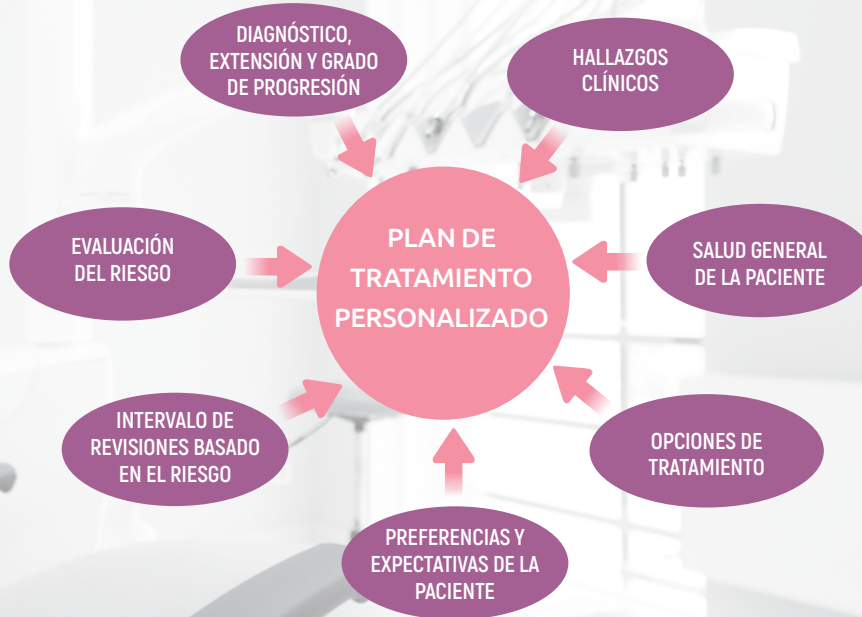 DIAGNÓSTICO,
EXTENSIÓN Y GRADO
DE PROGRESIÓN
HALLAZGOS
CLÍNICOS
EVALUACIÓN
DEL RIESGO
PLAN DE
TRATAMIENTO
PERSONALIZADO
SALUD GENERAL
DE LA PACIENTE
INTERVALO DE
REVISIONES BASADO
EN EL RIESGO
OPCIONES DE
TRATAMIENTO
PREFERENCIAS Y
EXPECTATIVAS DE LA
PACIENTE